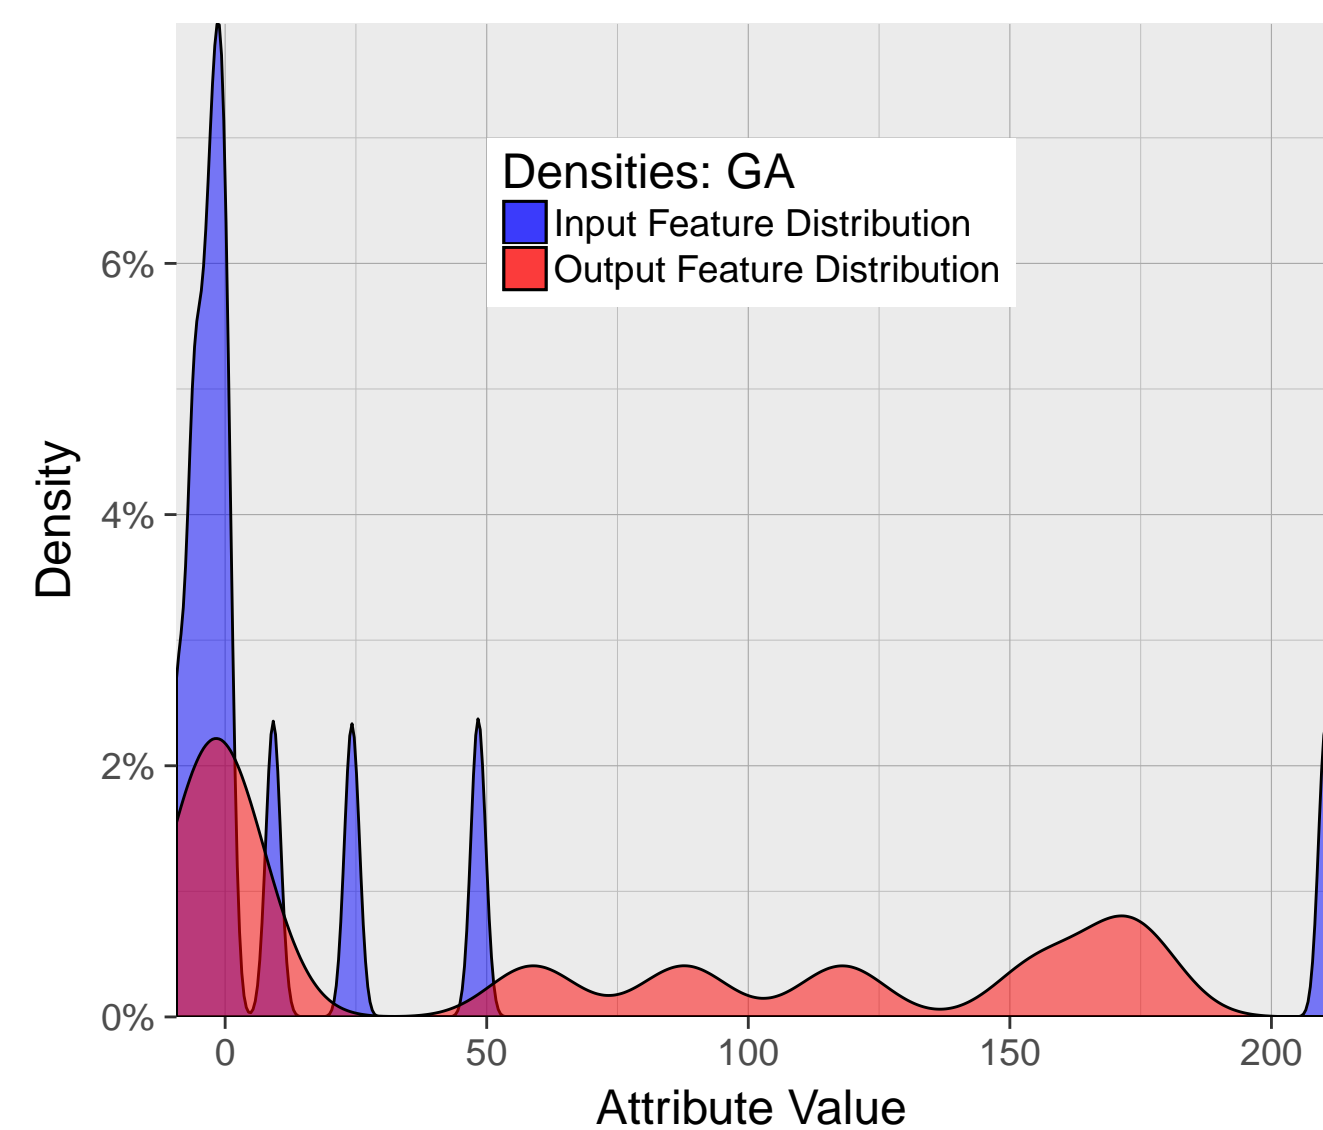 Densities: GA
Input Feature Distribution
Output Feature Distribution
6%
4%
2%
0%
Density
0 50 100 150 200
Attribute Value